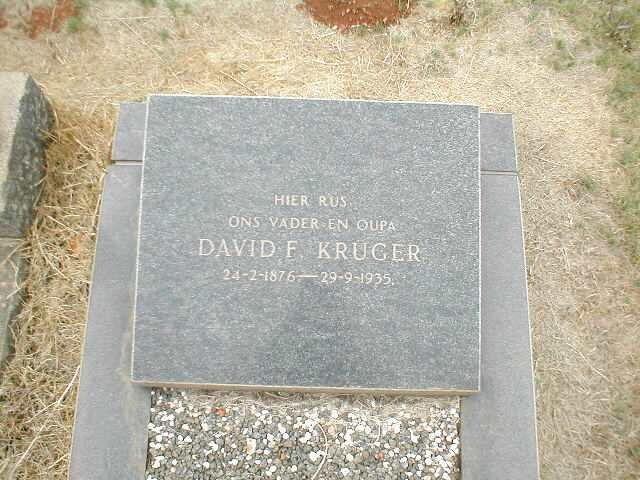 HIER RUS
ONS VADER EN OUPA
DAVID F. KRUGER
24-2-1876—29-9-1935.